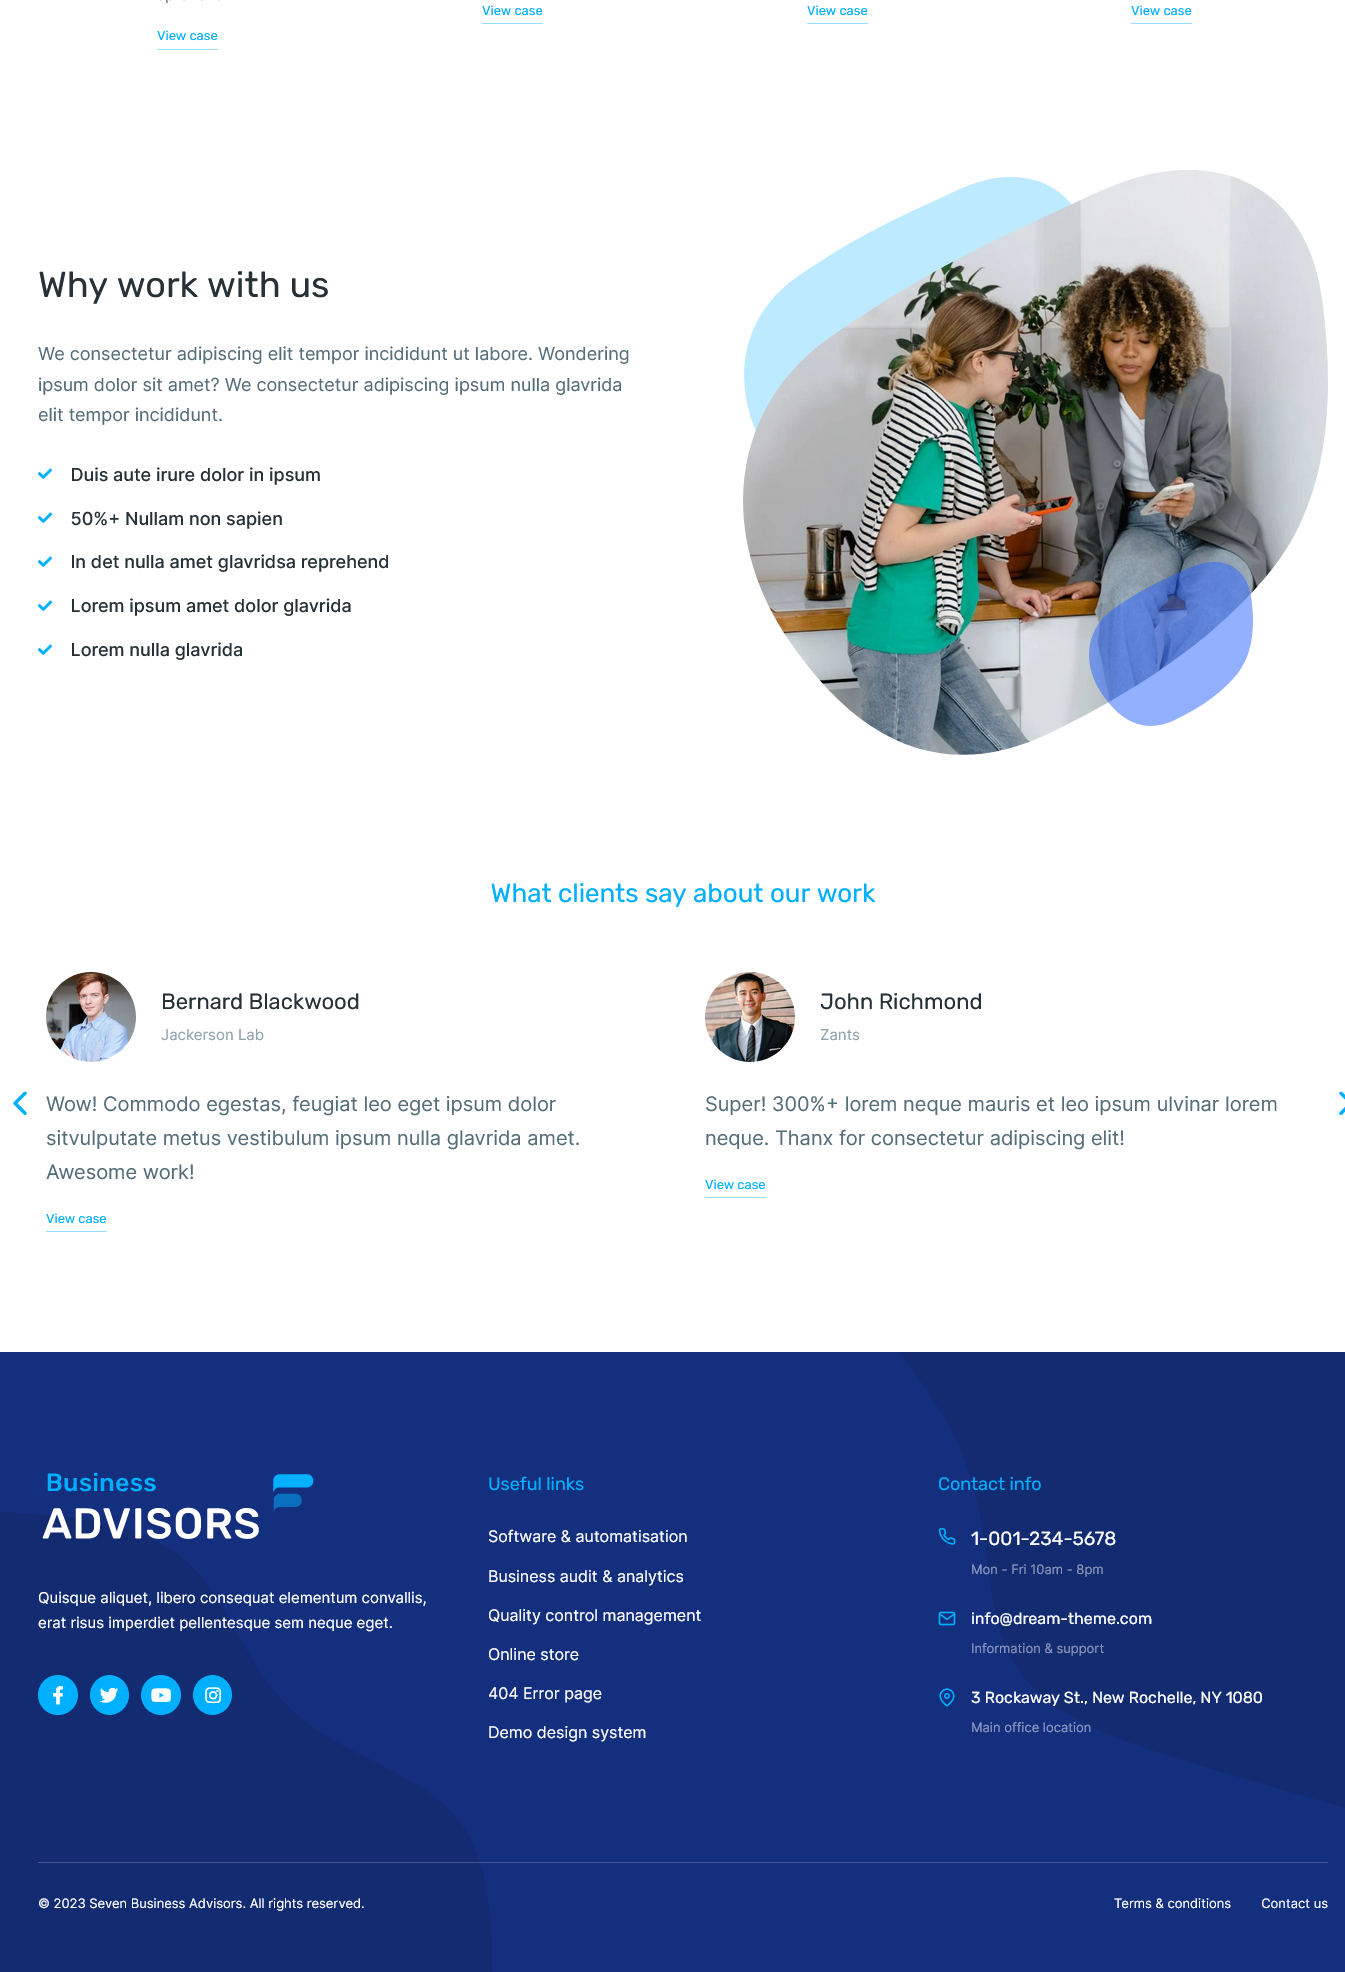 View case
View case
View case
View case
Why work with us
We consectetur adipiscing elit tempor incididunt ut labore. Wondering
ipsum dolor sit amet? We consectetur adipiscing ipsum nulla glavrida
elit tempor incididunt.
Duis aute irure dolor in ipsum
50%+ Nullam non sapien
In det nulla amet glavridsa reprehend
Lorem ipsum amet dolor glavrida
Lorem nulla glavrida
What clients say about our work
Bernard Blackwood
Jackerson Lab
Wow! Commodo egestas, feugiat leo eget ipsum dolor
sitvulputate metus vestibulum ipsum nulla glavrida amet.
Awesome work!
View case
John Richmond
Zants
Super! 300%+ lorem neque mauris et leo ipsum ulvinar lorem
neque. Thanx for consectetur adipiscing elit!
View case
Business
ADVISORS
Quisque aliquet, libero consequat elementum convallis,
erat risus imperdiet pellentesque sem neque eget.
Useful links
Software & automatisation
Business audit & analytics
Quality control management
Online store
404 Error page
Demo design system
Contact info
1-001-234-5678
Mon - Fri 10am - 8pm
info@dream-theme.com
Information & support
3 Rockaway St., New Rochelle, NY 1080
Main office location
© 2023 Seven Business Advisors. All rights reserved.
Terms & conditions
Contact us